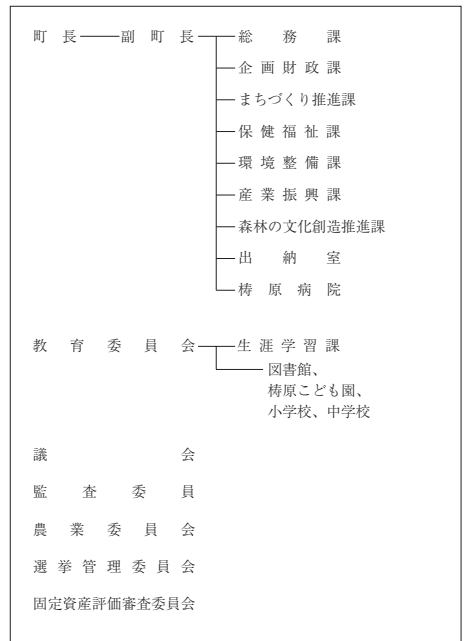 町長 副町長 総務課
企画財政課
まちづくり推進課
保健福祉課
環境整備課
産業振興課
森林の文化創造推進課
出納室
梼原病院
教育委員会 生涯学習課
図書館、
梼原こども園、
小学校、中学校
議会
監査委員
農業委員会
選挙管理委員会
固定資産評価審査委員会